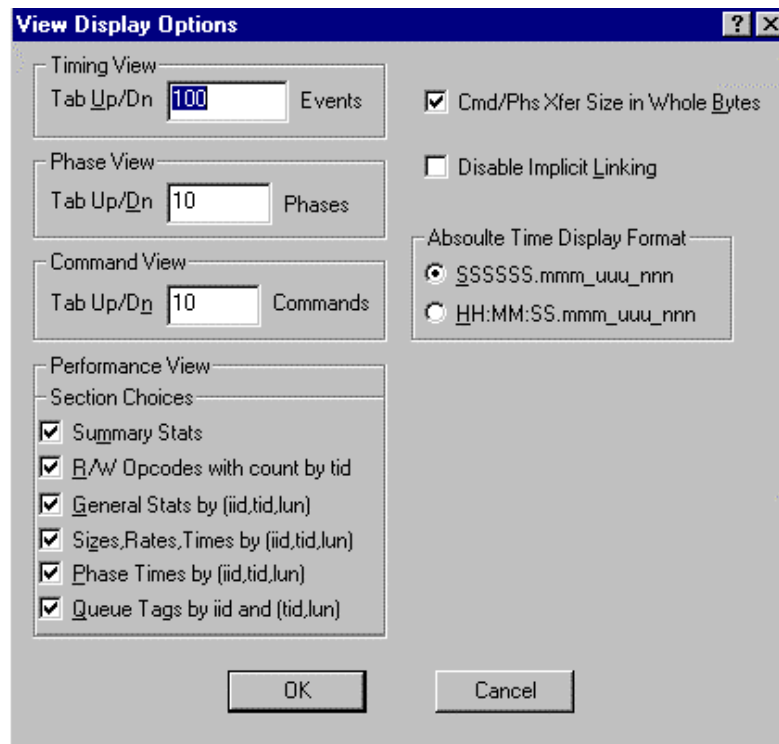 View Display Options
Timing View
Tab Up/Dn 100 Events
Phase View
Tab Up/Dn 10 Phases
Command View
Tab Up/Dn 10 Commands
Performance View
Section Choices
Summary Stats
R/W Opcodes with count by tid
General Stats by (iid,tid,lun)
Sizes,Rates,Times by (iid,tid,lun)
Phase Times by (iid,tid,lun)
Queue Tags by iid and (tid,lun)
Cmd/Phs Xfer Size in Whole Bytes
Disable Implicit Linking
Absoulte Time Display Format
SSSSSS.mmm_uuu_nnn
HH:MM:SS.mmm_uuu_nnn
OK
Cancel